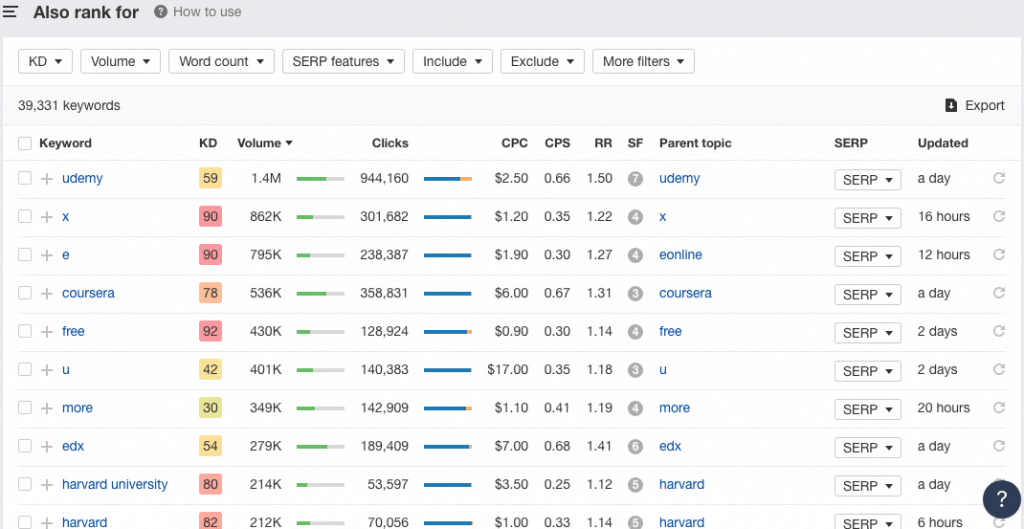 Also rank for ? How to use
KD Volume Word count SERP features Include Exclude More filters
39,331 keywords Export
Keyword KD Volume Clicks CPC CPS RR SF Parent topic SERP Updated
udemy 59 1.4M 944,160 $2.50 0.66 1.50 7 udemy SERP a day
x 90 862K 301,682 $1.20 0.35 1.22 4 x SERP 16 hours
e 90 795K 238,387 $1.90 0.30 1.27 4 eonline SERP 12 hours
coursera 78 536K 358,831 $6.00 0.67 1.31 3 coursera SERP a day
free 92 430K 128,924 $0.90 0.30 1.14 4 free SERP 2 days
u 42 401K 140,383 $17.00 0.35 1.18 3 u SERP 2 days
more 30 349K 142,909 $1.10 0.41 1.19 4 more SERP 20 hours
edx 54 279K 189,409 $7.00 0.68 1.41 6 edx SERP a day
harvard university 80 214K 53,597 $3.50 0.25 1.12 5 harvard SERP a day
?
harvard 82 212K 70,056 $1.00 0.33 1.14 5 harvard SERP 6 hours